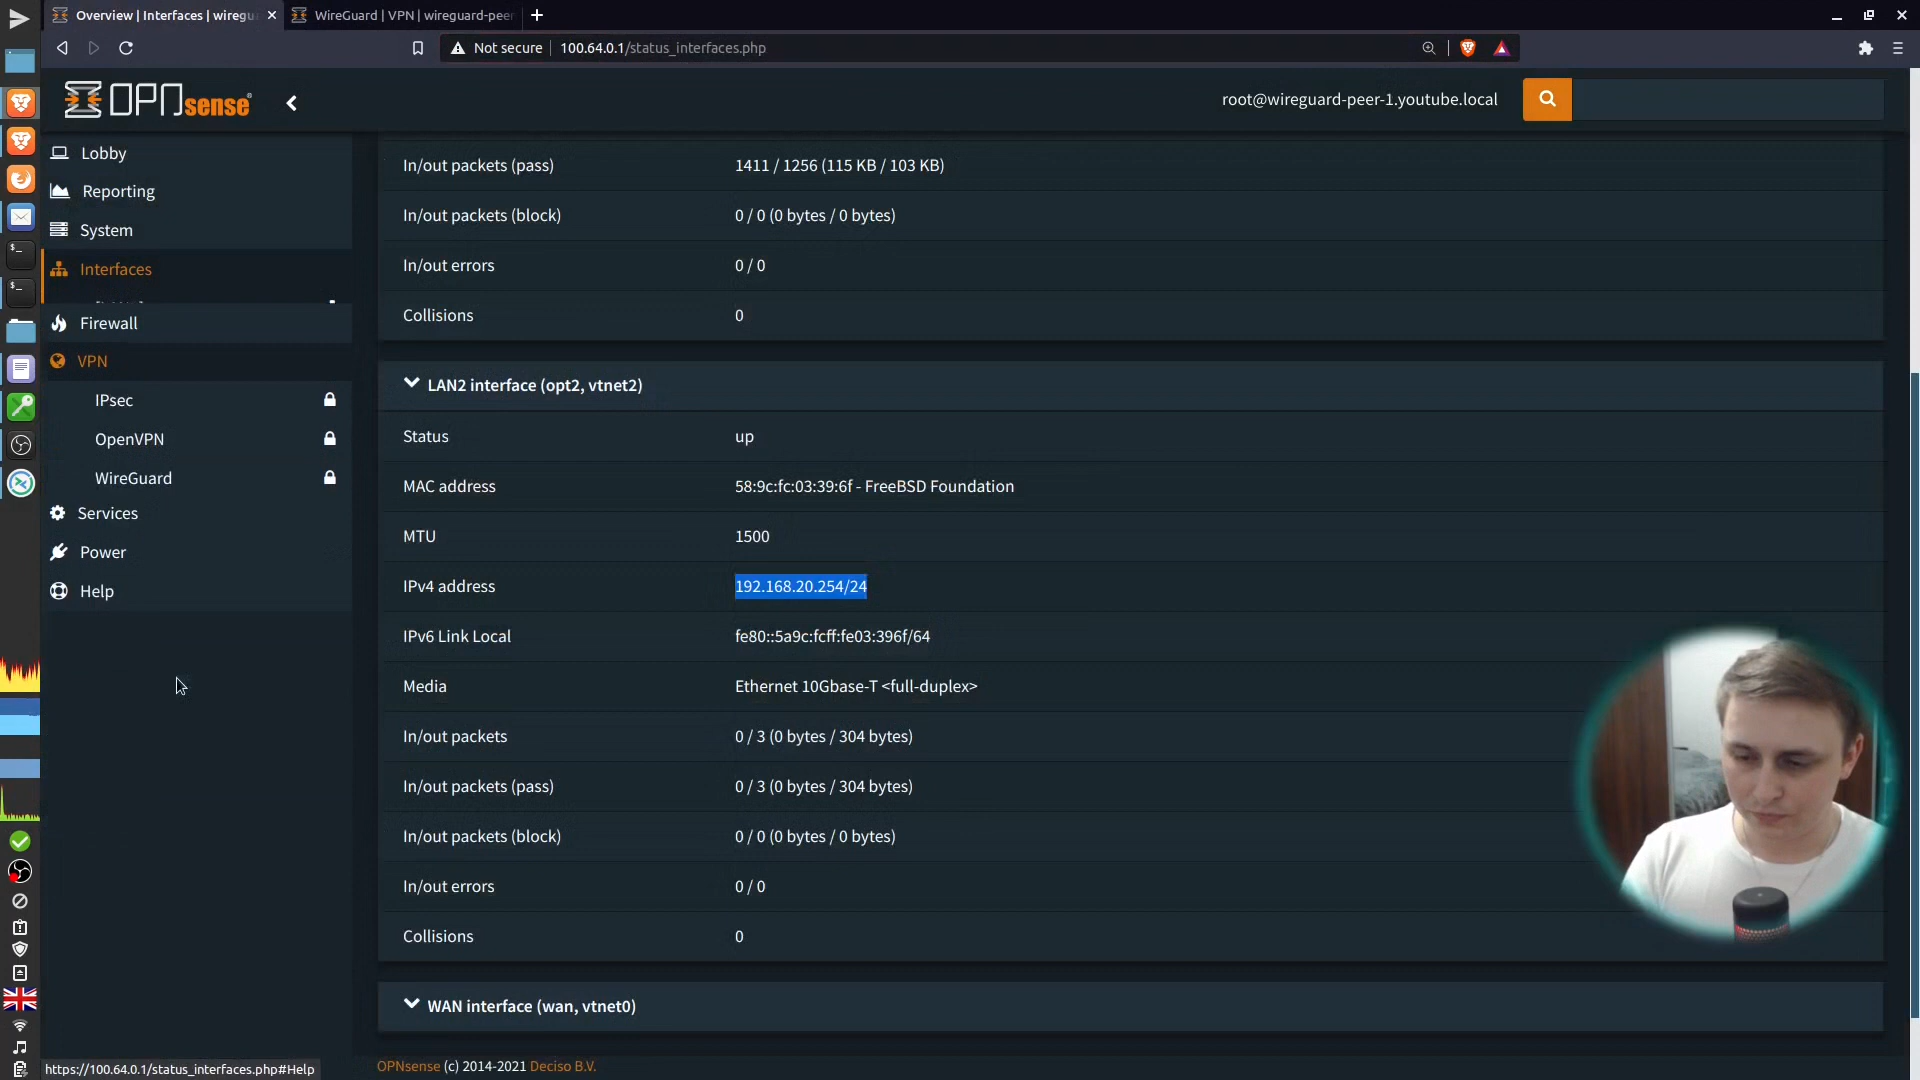 Overview | Interfaces | wiregu
WireGuard | VPN | wireguard-peer
Not secure
100.64.0.1/status_interfaces.php
OPNsense
root@wireguard-peer-1.youtube.local
Lobby
Reporting
System
Interfaces
Firewall
VPN
IPsec
OpenVPN
WireGuard
Services
Power
Help
In/out packets (pass)
1411 / 1256 (115 KB / 103 KB)
In/out packets (block)
0 / 0 (0 bytes / 0 bytes)
In/out errors
0 / 0
Collisions
0
LAN2 interface (opt2, vtnet2)
Status
up
MAC address
58:9c:fc:03:39:6f - FreeBSD Foundation
MTU
1500
IPv4 address
192.168.20.254/24
IPv6 Link Local
fe80::5a9c:fcff:fe03:396f/64
Media
Ethernet 10Gbase-T <full-duplex>
In/out packets
0 / 3 (0 bytes / 304 bytes)
In/out packets (pass)
0 / 3 (0 bytes / 304 bytes)
In/out packets (block)
0 / 0 (0 bytes / 0 bytes)
In/out errors
0 / 0
Collisions
0
WAN interface (wan, vtnet0)
https://100.64.0.1/status_interfaces.php#Help
OPNsense (c) 2014-2021 Deciso B.V.